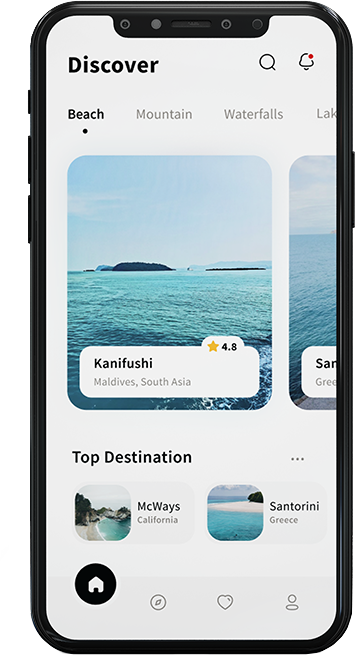 Discover
Beach Mountain Waterfalls Lak
4.8
Kanifushi
Maldives, South Asia
San
Gree
Top Destination
McWays
California
Santorini
Greece